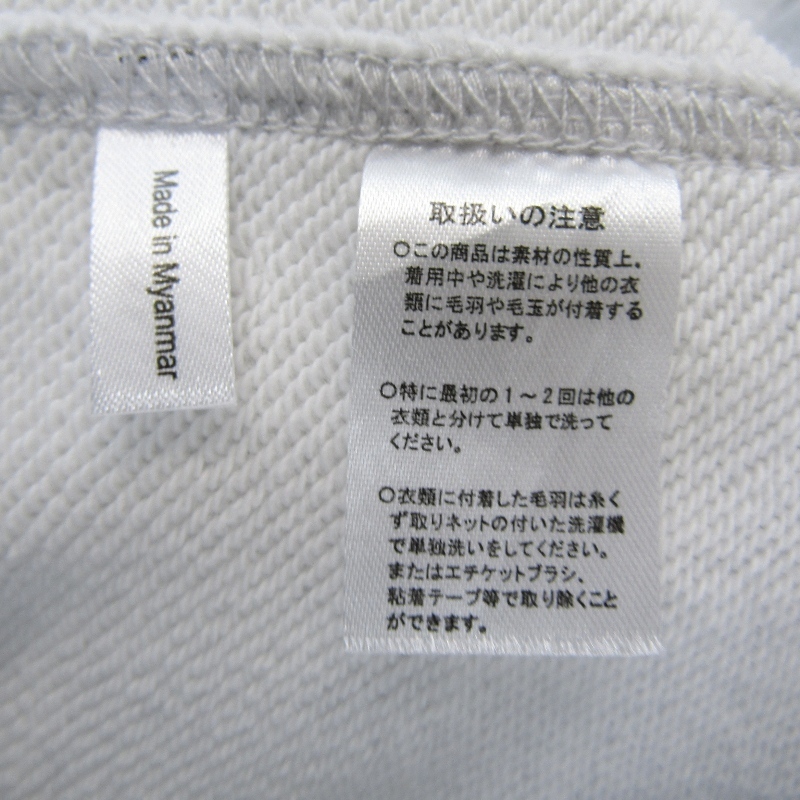 Made in Myanmar
取扱いの注意
○この商品は素材の性質上、
着用中や洗濯により他の衣
類に毛羽や毛玉が付着する
ことがあります。
○特に最初の1～2回は他の
衣類と分けて単独で洗って
ください。
○衣類に付着した毛羽は糸く
ず取りネットの付いた洗濯機
で単独洗いをしてください。
またはエチケットブラシ、
粘着テープ等で取り除くこと
ができます。